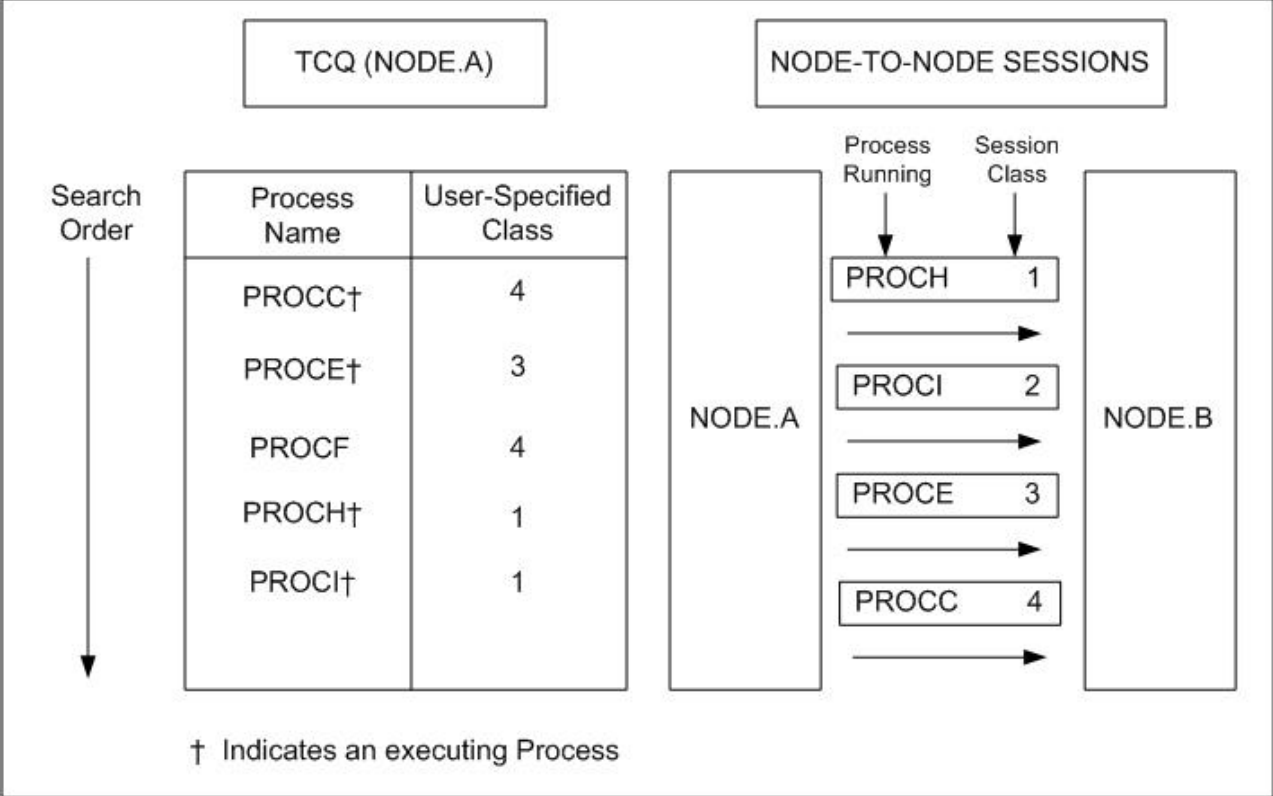 TCQ (NODE.A)
NODE-TO-NODE SESSIONS
Search
Order
Process
Name
User-Specified
Class
PROCC† 4
PROCE† 3
PROCF 4
PROCH† 1
PROCI† 1
Process
Running
Session
Class
NODE.A
PROCH 1
PROCI 2
PROCE 3
PROCC 4
NODE.B
† Indicates an executing Process